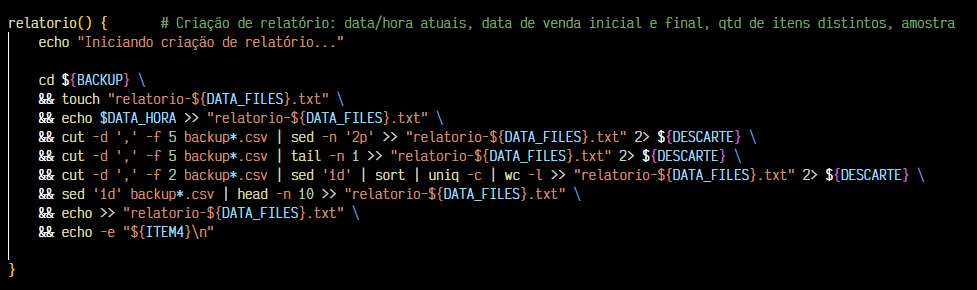 relatorio() {       # Criação de relatório: data/hora atuais, data de venda inicial e final, qtd de itens distintos, amostra
    echo "Iniciando criação de relatório..."

    cd ${BACKUP} \
    && touch "relatorio-${DATA_FILES}.txt" \
    && echo $DATA_HORA >> "relatorio-${DATA_FILES}.txt" \
    && cut -d ',' -f 5 backup*.csv | sed -n '2p' >> "relatorio-${DATA_FILES}.txt" 2> ${DESCARTE} \
    && cut -d ',' -f 5 backup*.csv | tail -n 1 >> "relatorio-${DATA_FILES}.txt" 2> ${DESCARTE} \
    && cut -d ',' -f 2 backup*.csv | sed '1d' | sort | uniq -c | wc -l >> "relatorio-${DATA_FILES}.txt" 2> ${DESCARTE} \
    && sed '1d' backup*.csv | head -n 10 >> "relatorio-${DATA_FILES}.txt" \
    && echo >> "relatorio-${DATA_FILES}.txt" \
    && echo -e "${ITEM4}\n"

}